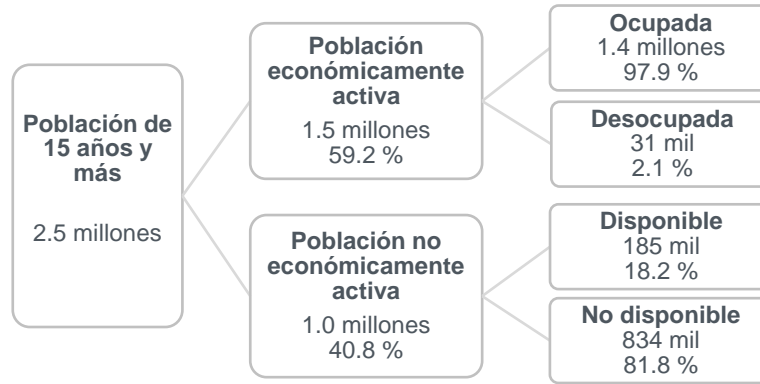 Población de
15 años y
más
2.5 millones
Población
económicamente
activa
1.5 millones
59.2 %
Ocupada
1.4 millones
97.9 %
Desocupada
31 mil
2.1 %
Población no
económicamente
activa
1.0 millones
40.8 %
Disponible
185 mil
18.2 %
No disponible
834 mil
81.8 %